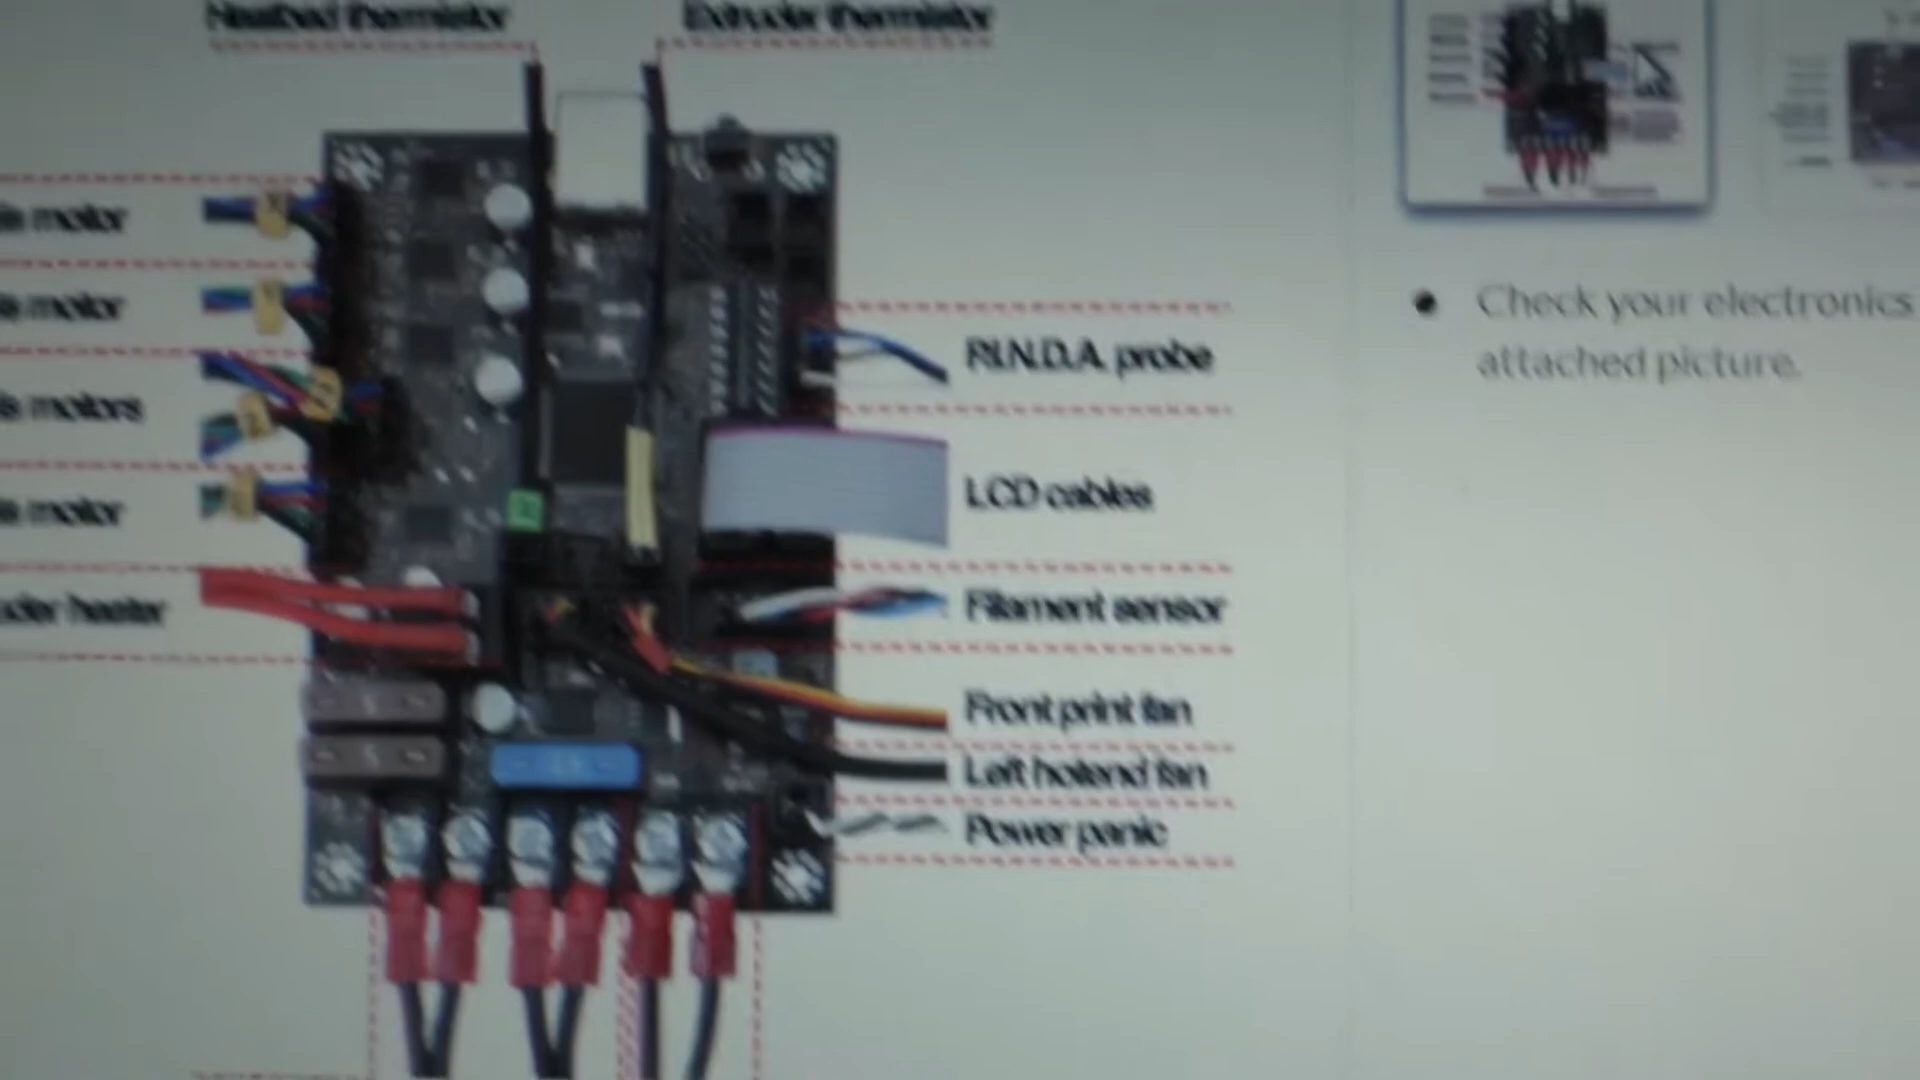 Heatbed thermistor
Extruder thermistor
motor
motor
motors
motor
heater
P.I.N.D.A. probe
LCD cables
Filament sensor
Front print fan
Left hotend fan
Power panic
Check your electronics
attached picture.